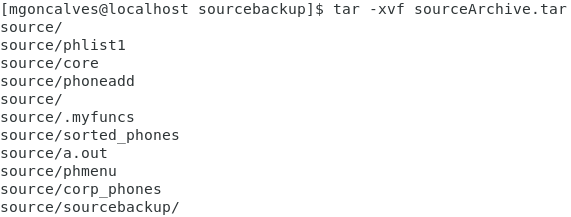 [mgoncalves@localhost sourcebackup]$ tar -xvf sourceArchive.tar
source/
source/phlist1
source/core
source/phoneadd
source/
source/.myfuncs
source/sorted_phones
source/a.out
source/phmenu
source/corp_phones
source/sourcebackup/